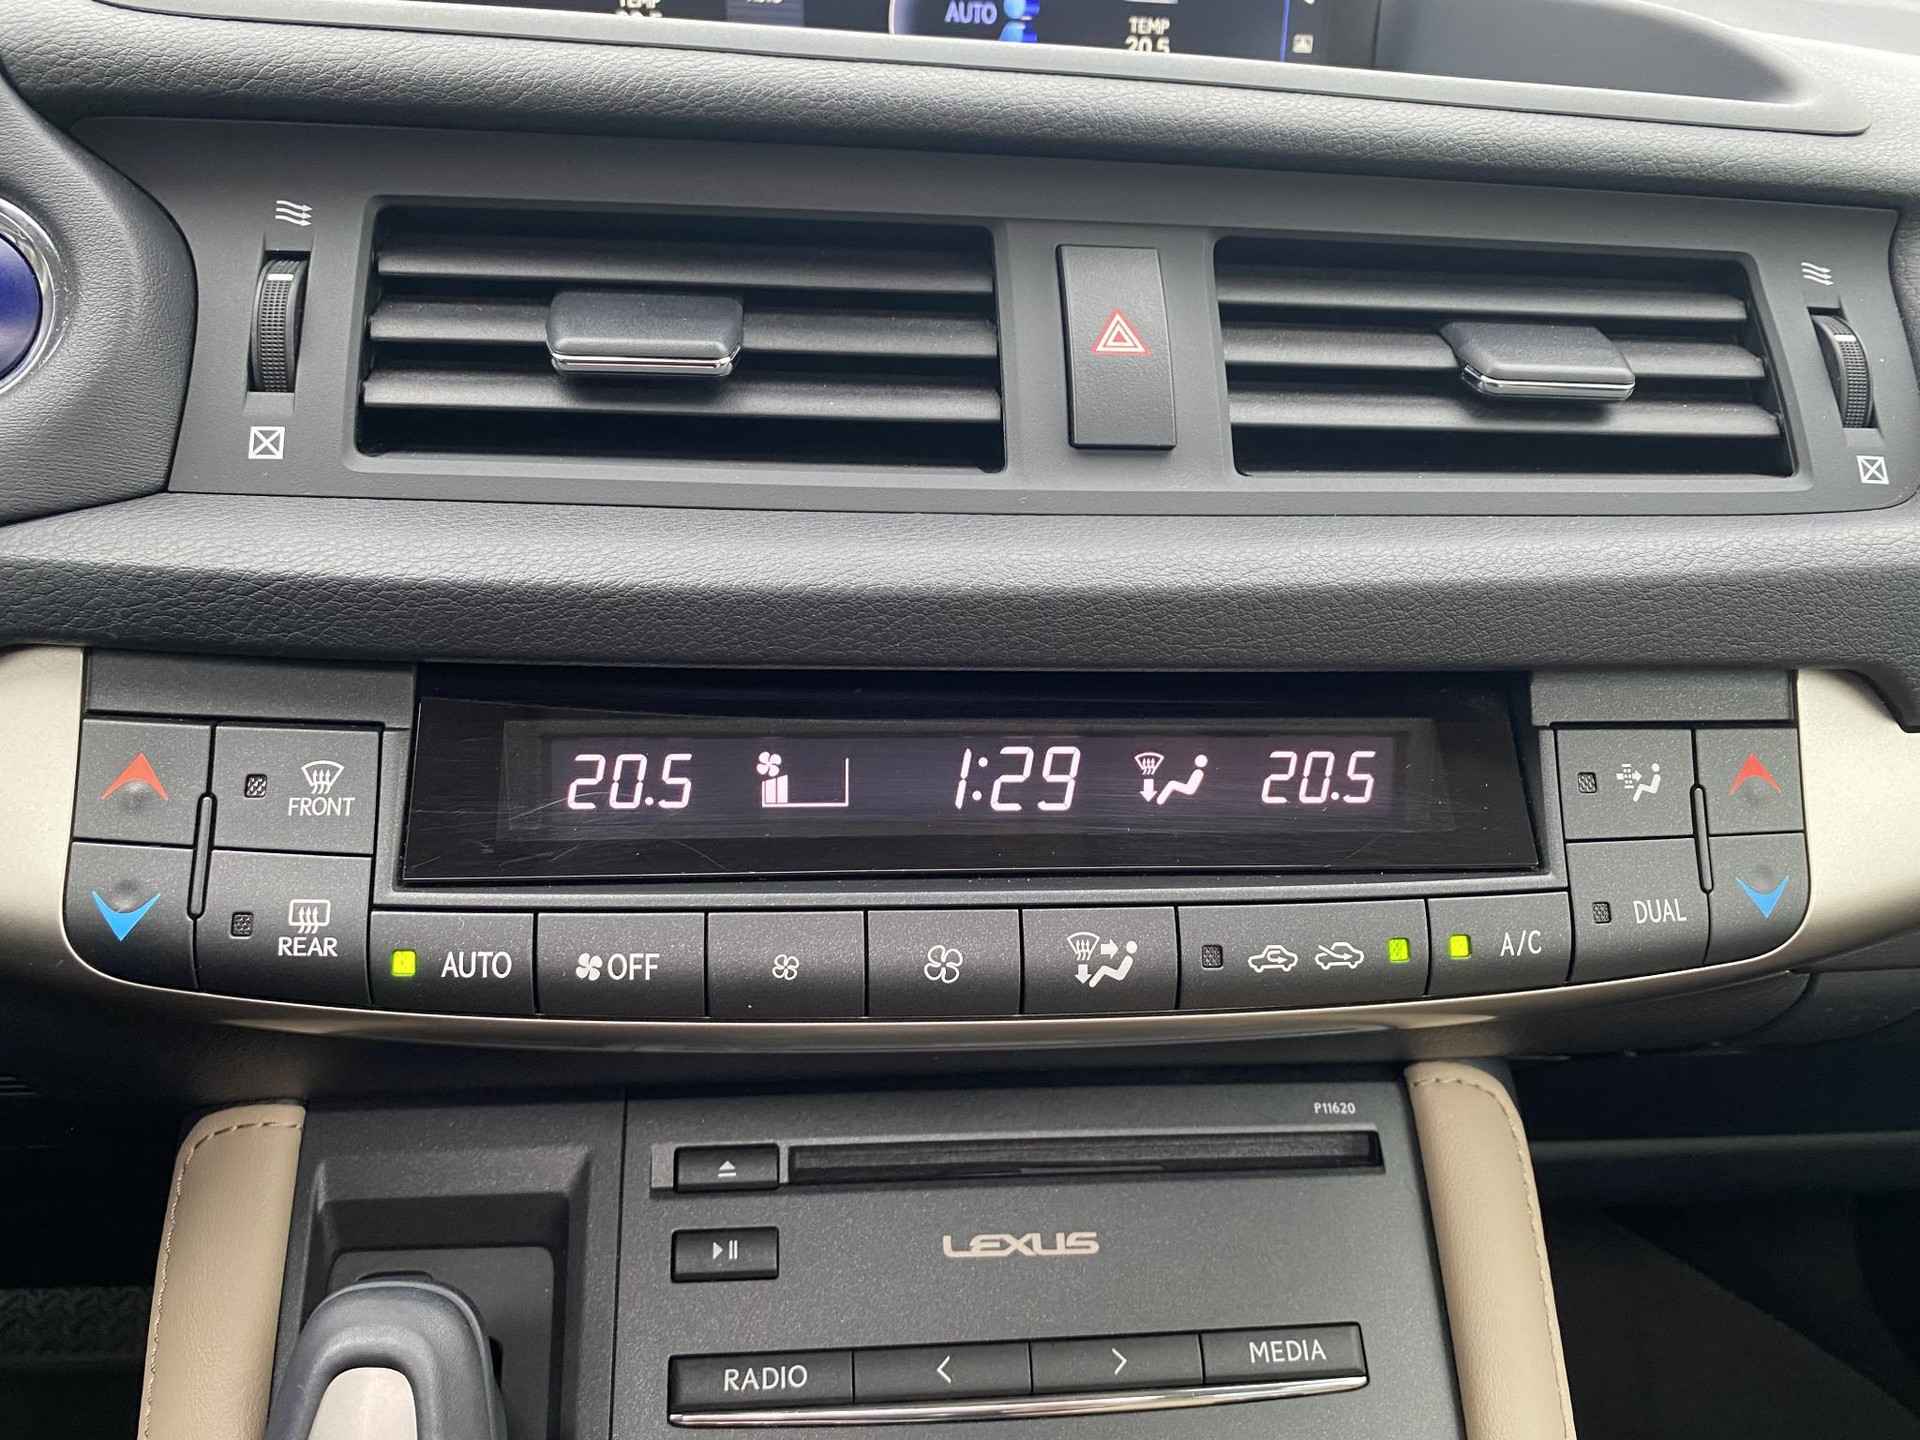 TEMP
AUTO
TEMP
20.5
20.5
1:29
20.5
FRONT
REAR
AUTO
OFF
A/C
DUAL
P11620
LEXUS
RADIO
<
>
MEDIA